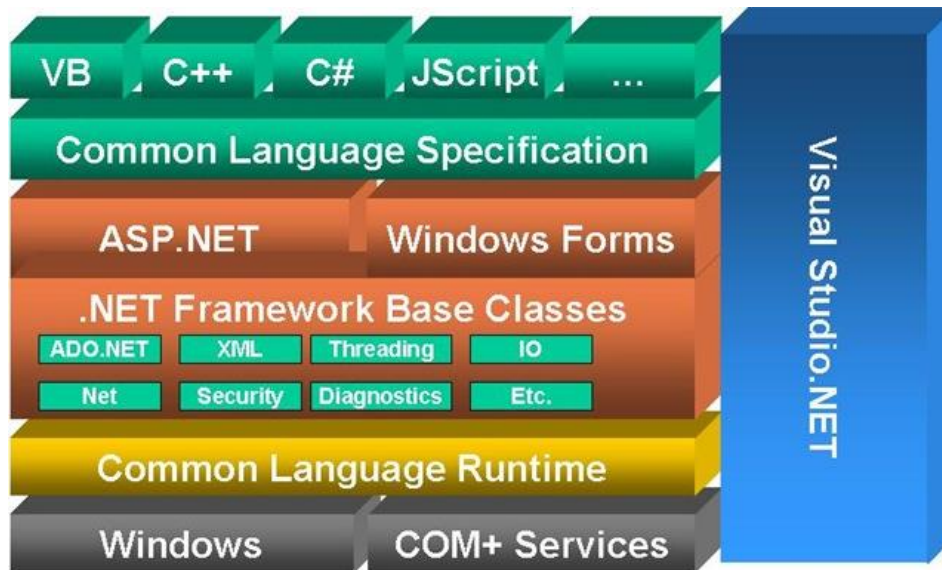 VB C++ C# JScript ...
Common Language Specification
ASP.NET Windows Forms
.NET Framework Base Classes
ADO.NET XML Threading IO
Net Security Diagnostics Etc.
Common Language Runtime
Windows COM+ Services
Visual Studio.NET